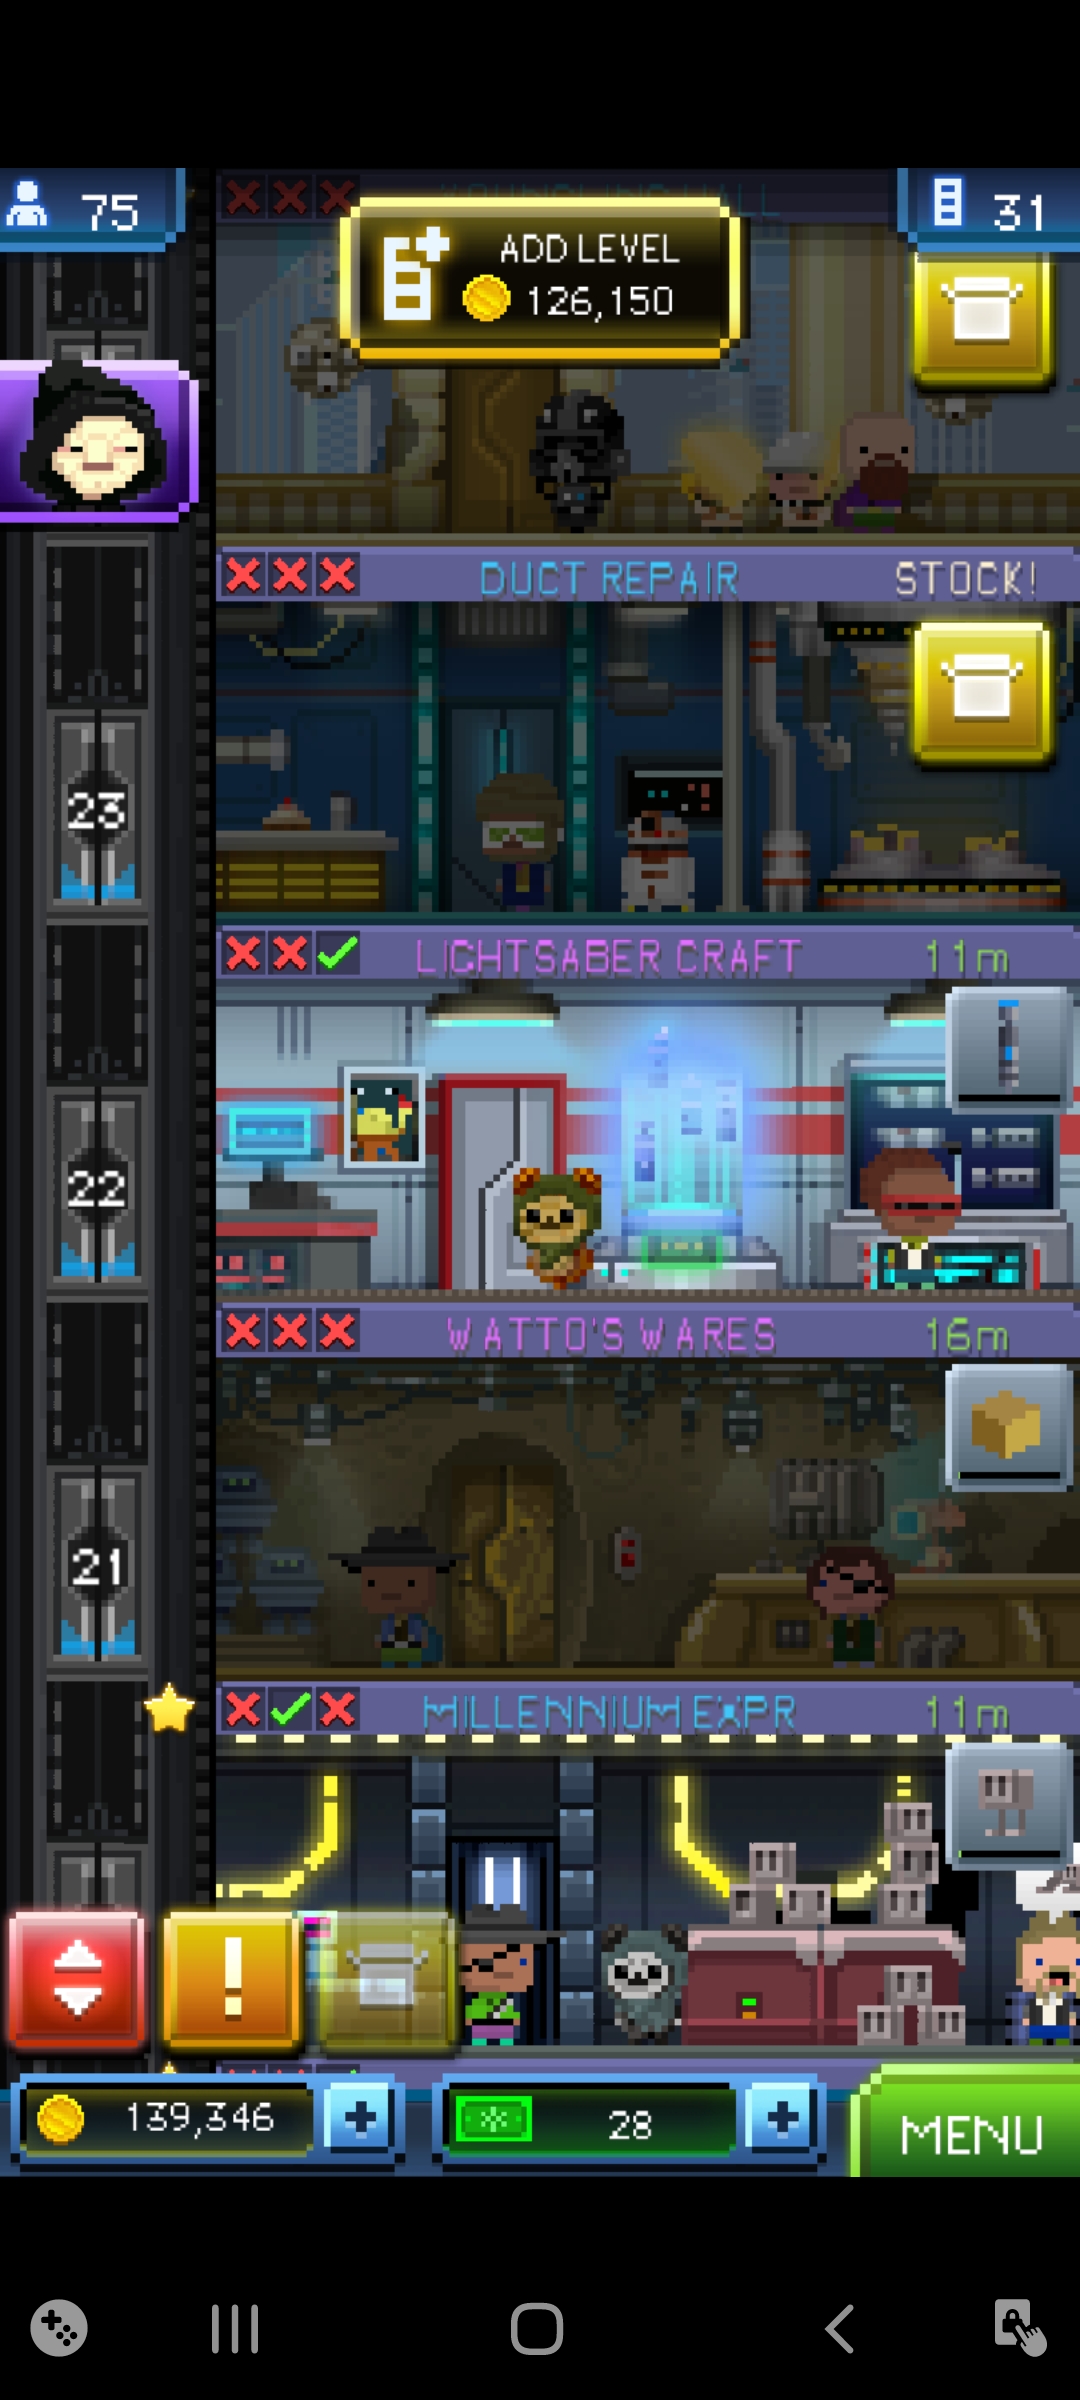 75
31
ADD LEVEL
126,150
DUCT REPAIR STOCK!
23
LIGHTSABER CRAFT 11m
22
WATTO'S WARES 16m
21
MILLENNIUM EXPR 11m
!
139,346 + 28 + MENU